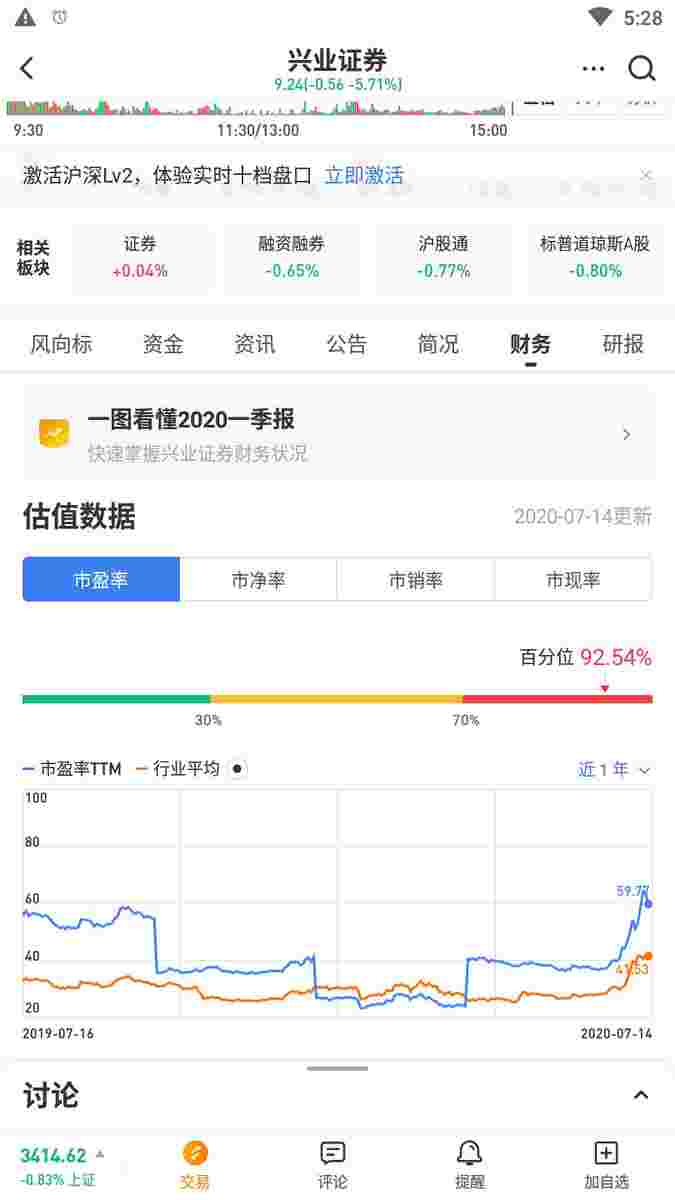 5:28
兴业证券
9.24(-0.56 -5.71%)
9:30 11:30/13:00 15:00
激活沪深Lv2，体验实时十档盘口 立即激活
相关板块
证券 融资融券 沪股通 标普道琼斯A股
+0.04% -0.65% -0.77% -0.80%
风向标 资金 资讯 公告 简况 财务 研报
一图看懂2020一季报
快速掌握兴业证券财务状况
估值数据 2020-07-14更新
市盈率 市净率 市销率 市现率
百分位 92.54%
30% 70%
市盈率TTM 行业平均 近1年
100
80
60
59.77
40
41.53
20
2019-07-16 2020-07-14
讨论
3414.62
-0.83% 上证
交易 评论 提醒 加自选